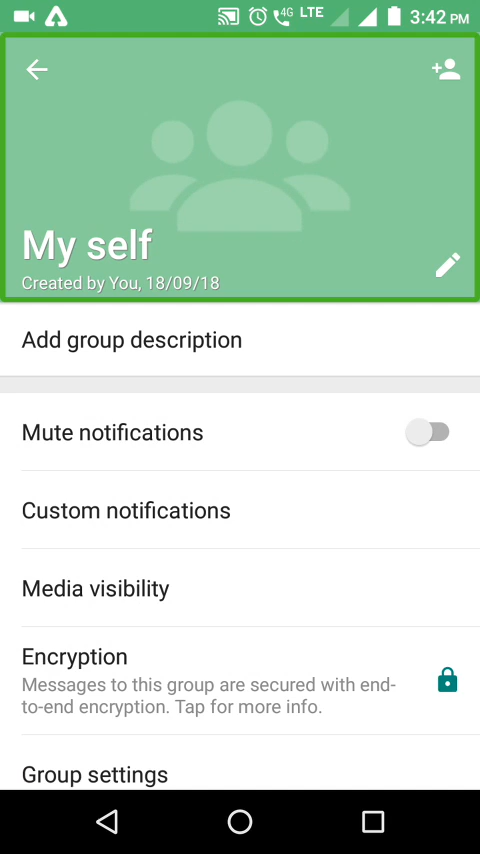 4G LTE 3:42 PM
My self
Created by You, 18/09/18
Add group description
Mute notifications
Custom notifications
Media visibility
Encryption
Messages to this group are secured with end-
to-end encryption. Tap for more info.
Group settings